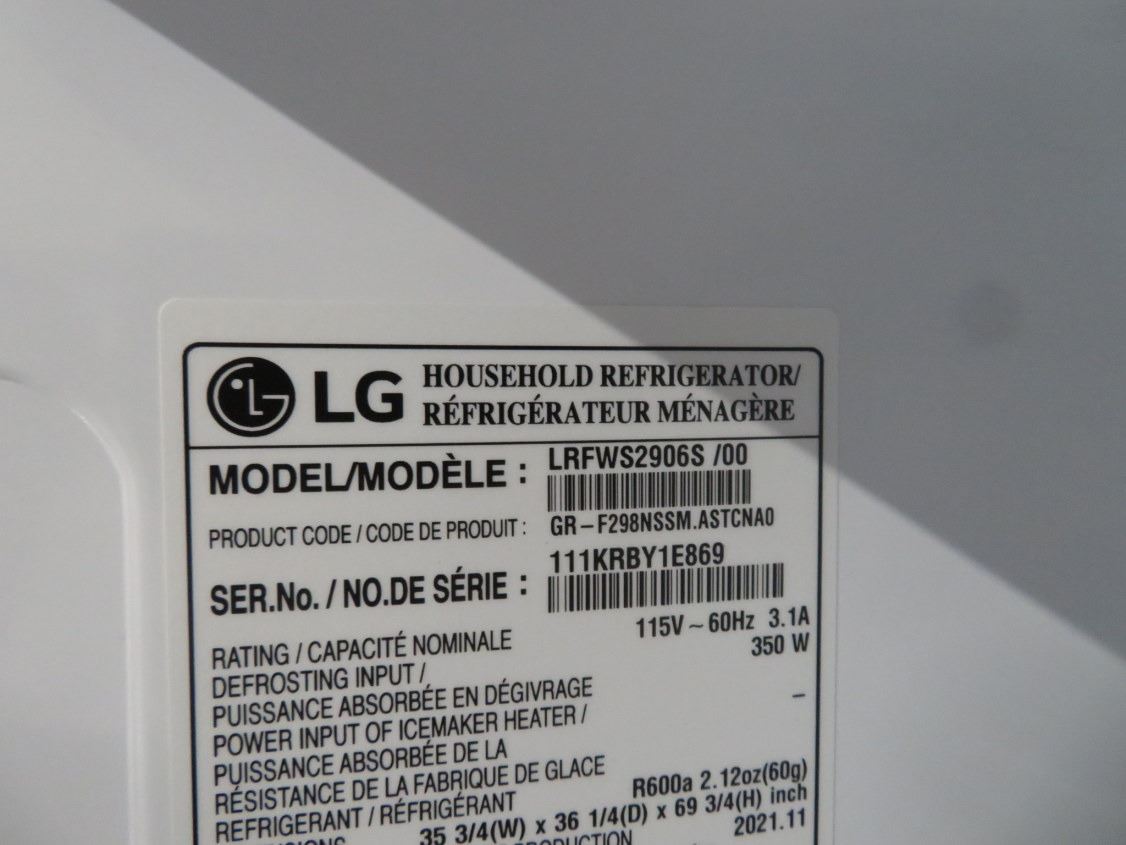 LG HOUSEHOLD REFRIGERATOR/
RÉFRIGÉRATEUR MÉNAGÈRE
MODEL/MODÈLE : LRFWS2906S /00
PRODUCT CODE / CODE DE PRODUIT : GR-F298NSSM.ASTCNA0
SER.No. / NO.DE SÉRIE : 111KRBY1E869
RATING / CAPACITÉ NOMINALE 115V ~ 60Hz 3.1A
DEFROSTING INPUT / 350 W
PUISSANCE ABSORBÉE EN DÉGIVRAGE
POWER INPUT OF ICEMAKER HEATER / –
PUISSANCE ABSORBÉE DE LA
RÉSISTANCE DE LA FABRIQUE DE GLACE
REFRIGERANT / RÉFRIGÉRANT R600a 2.12oz(60g)
35 3/4(W) x 36 1/4(D) x 69 3/4(H) inch
2021.11